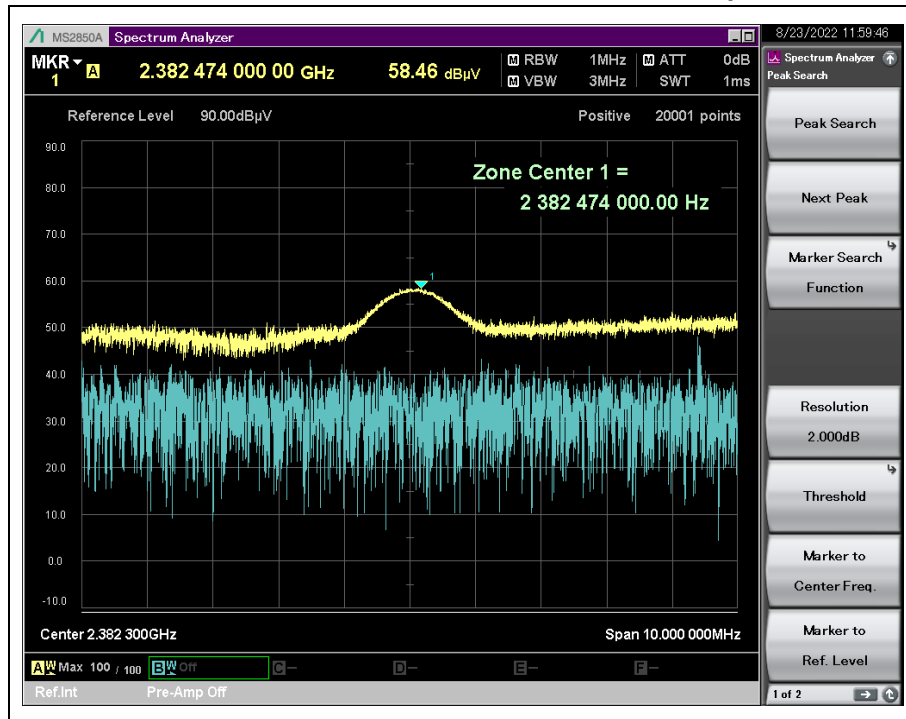 MS2850A Spectrum Analyzer
8/23/2022 11:59:46
MKR 1 A 2.382 474 000 00 GHz 58.46 dBµV
M RBW 1MHz M ATT 0dB
M VBW 3MHz SWT 1ms
Spectrum Analyzer
Peak Search
Reference Level 90.00dBµV Positive 20001 points
Zone Center 1 =
2 382 474 000.00 Hz
1
90.0
80.0
70.0
60.0
50.0
40.0
30.0
20.0
10.0
0.0
-10.0
Center 2.382 300GHz Span 10.000 000MHz
A W Max 100 / 100 B W Off C - D - E - F -
Ref.Int Pre-Amp Off
Peak Search
Next Peak
Marker Search
Function
Resolution
2.000dB
Threshold
Marker to
Center Freq.
Marker to
Ref. Level
1 of 2